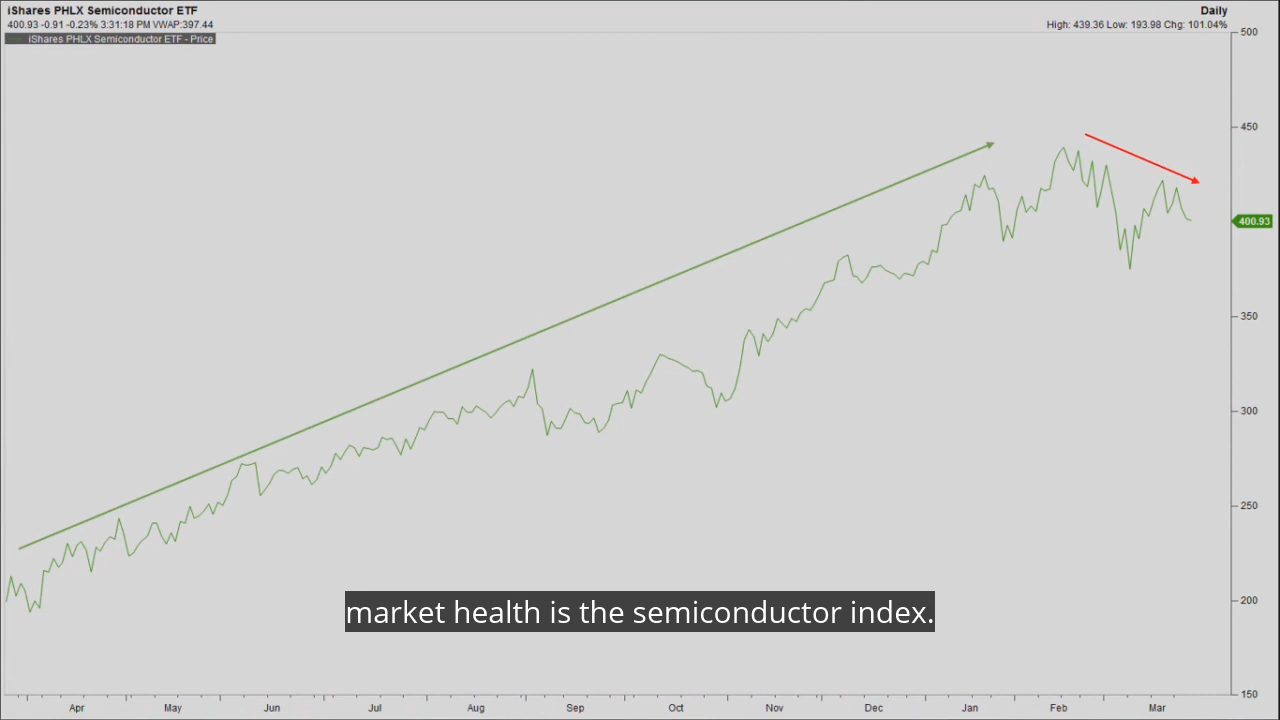 iShares PHLX Semiconductor ETF
Daily
400.93 -0.91 -0.23% 3:31:18 PM VWAP:397.44
High: 439.36 Low: 193.98 Chg: 101.04%
iShares PHLX Semiconductor ETF - Price
500
450
400.93
350
300
250
200
market health is the semiconductor index.
150
Apr May Jun Jul Aug Sep Oct Nov Dec Jan Feb Mar